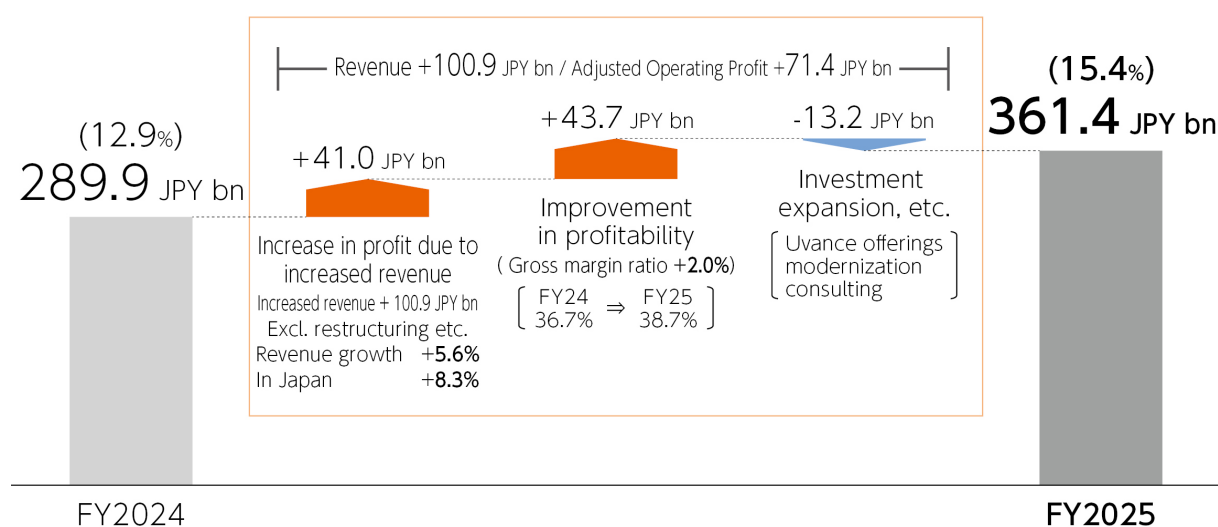 Revenue +100.9 JPY bn / Adjusted Operating Profit +71.4 JPY bn
(12.9%)
289.9 JPY bn
+41.0 JPY bn
+43.7 JPY bn
-13.2 JPY bn
(15.4%)
361.4 JPY bn
Increase in profit due to
increased revenue
Increased revenue + 100.9 JPY bn
Excl. restructuring etc.
Revenue growth +5.6%
In Japan +8.3%
Improvement
in profitability
( Gross margin ratio +2.0%)
FY24 ⇒ FY25
36.7% 38.7%
Investment
expansion, etc.
Uvance offerings
modernization
consulting
FY2024
FY2025